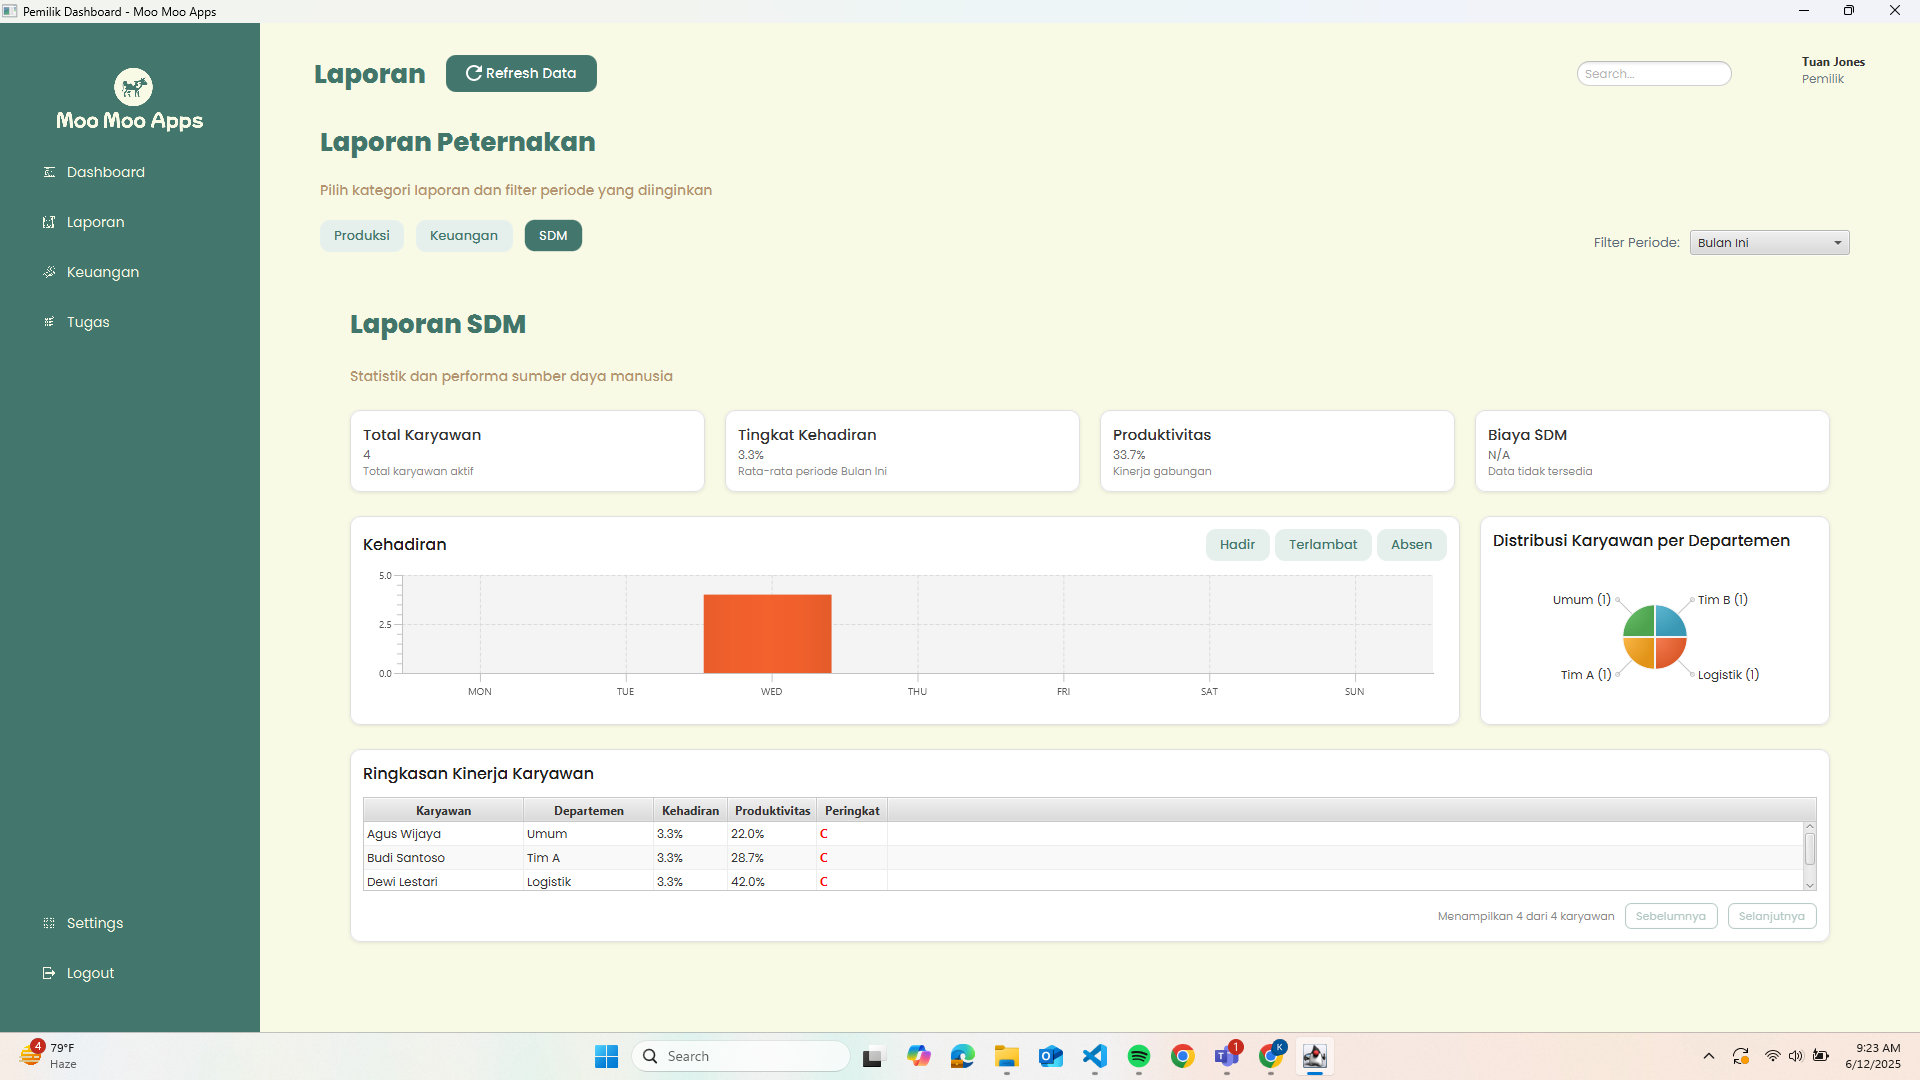 Pemilik Dashboard - Moo Moo Apps
Moo Moo Apps
Dashboard
Laporan
Keuangan
Tugas
Settings
Logout
Laporan
Refresh Data
Search...
Tuan Jones
Pemilik
Laporan Peternakan
Pilih kategori laporan dan filter periode yang diinginkan
Produksi
Keuangan
SDM
Filter Periode:
Bulan Ini
Laporan SDM
Statistik dan performa sumber daya manusia
Total Karyawan
4
Total karyawan aktif
Tingkat Kehadiran
3.3%
Rata-rata periode Bulan Ini
Produktivitas
33.7%
Kinerja gabungan
Biaya SDM
N/A
Data tidak tersedia
Kehadiran
Hadir
Terlambat
Absen
5.0
2.5
0.0
MON TUE WED THU FRI SAT SUN
Distribusi Karyawan per Departemen
Umum (1)
Tim B (1)
Tim A (1)
Logistik (1)
Ringkasan Kinerja Karyawan
Karyawan Departemen Kehadiran Produktivitas Peringkat
Agus Wijaya Umum 3.3% 22.0% C
Budi Santoso Tim A 3.3% 28.7% C
Dewi Lestari Logistik 3.3% 42.0% C
Menampilkan 4 dari 4 karyawan
Sebelumnya
Selanjutnya
4
79°F
Haze
Search
1
K
9:23 AM
6/12/2025